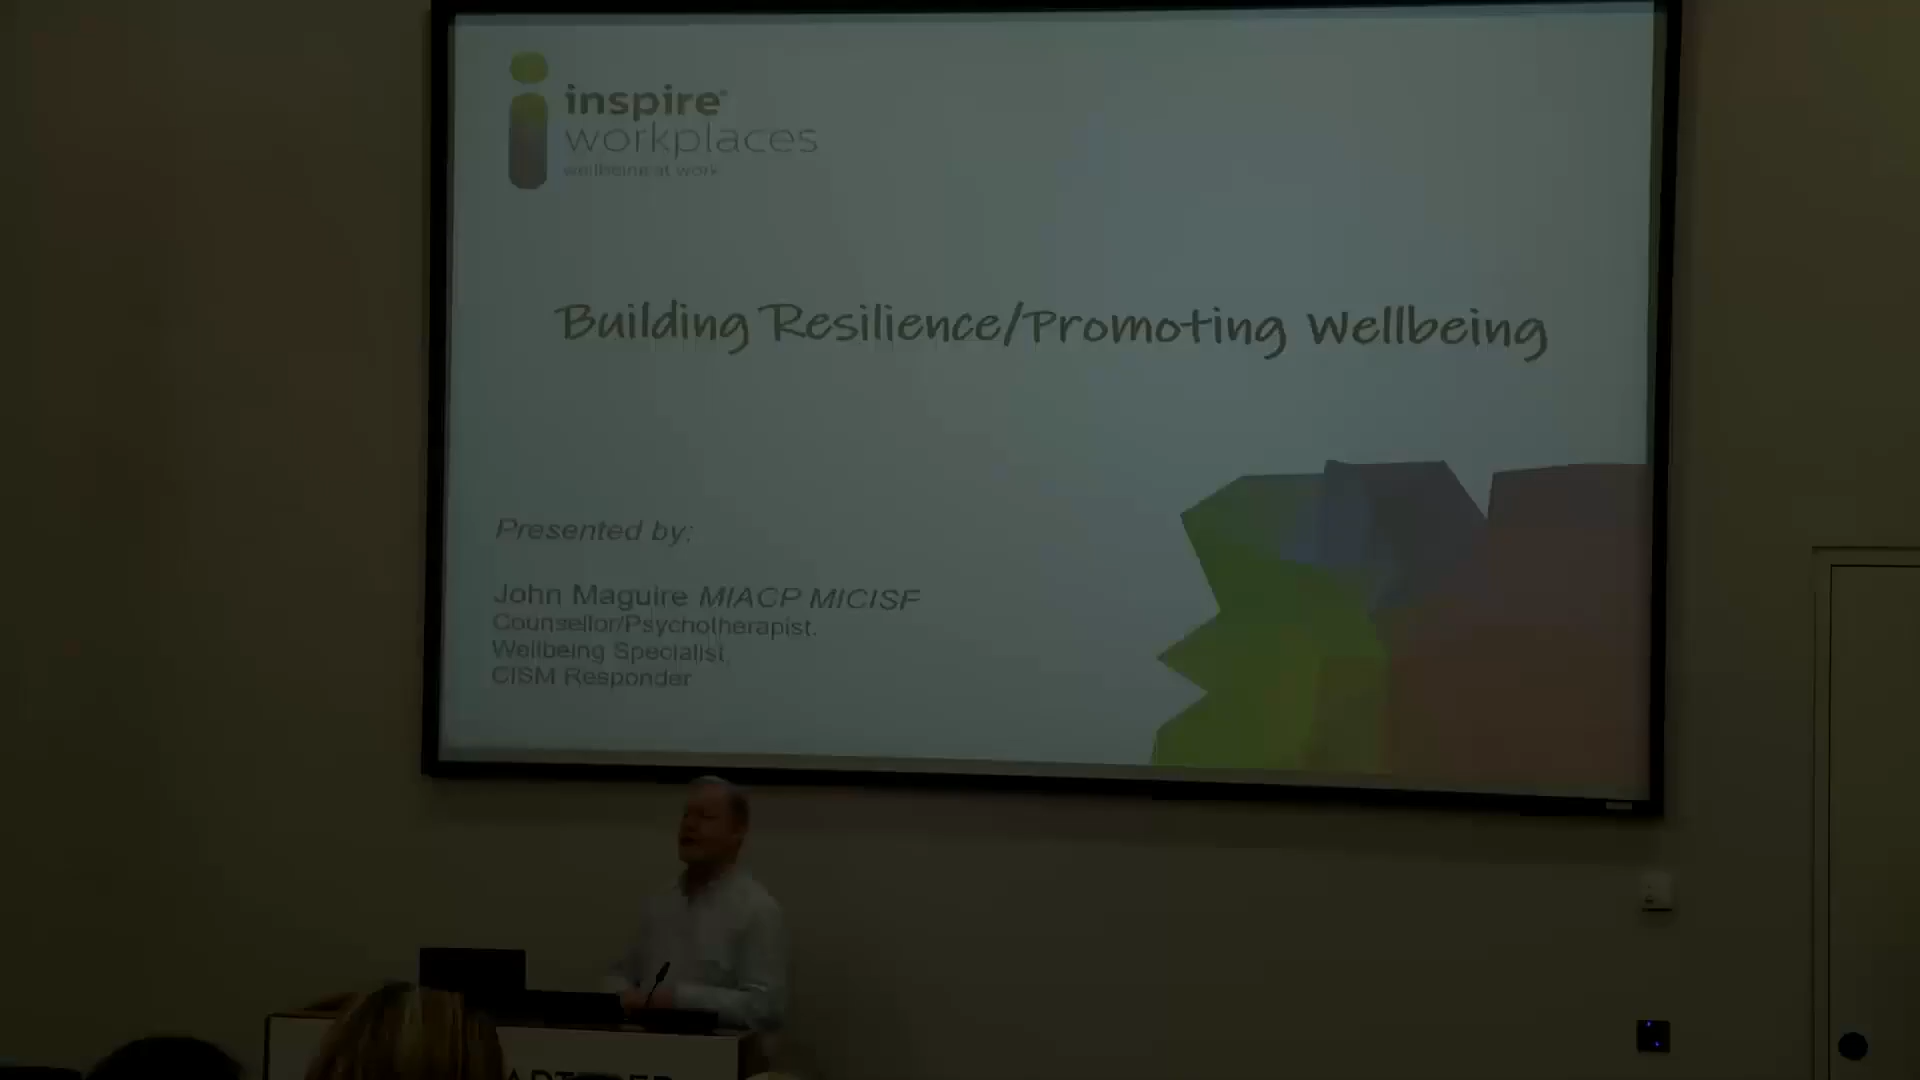 inspire®
workplaces
wellbeing at work
Building Resilience/Promoting Wellbeing
Presented by:
John Maguire MIACP MICISF
Counsellor/Psychotherapist.
Wellbeing Specialist,
CISM Responder